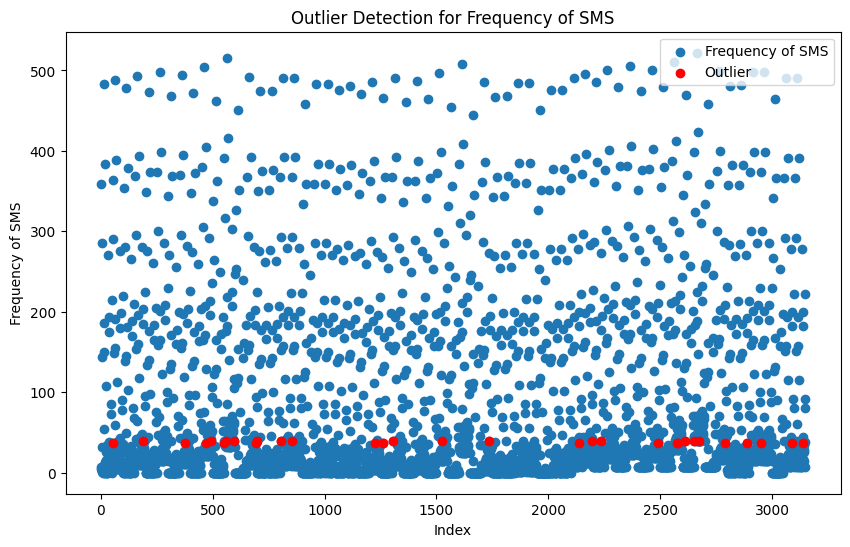 Outlier Detection for Frequency of SMS
Frequency of SMS
Outlier
500
400
300
200
100
0
Frequency of SMS
0 500 1000 1500 2000 2500 3000
Index